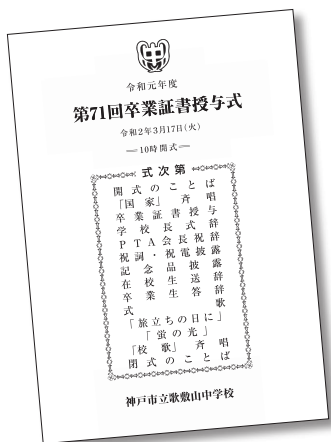 令和元年度
第71回卒業証書授与式
令和2年3月17日(火)
10時開式
式次第
開式のことば
「国家」斉唱
卒業証書授与
学校長式辞
PTA会長祝辞
祝詞・祝電披露
記念品披露
在校生送辞
卒業生答辞
式歌
「旅立ちの日に」
「蛍の光」
「校歌」斉唱
閉式のことば
神戸市立歌敷山中学校